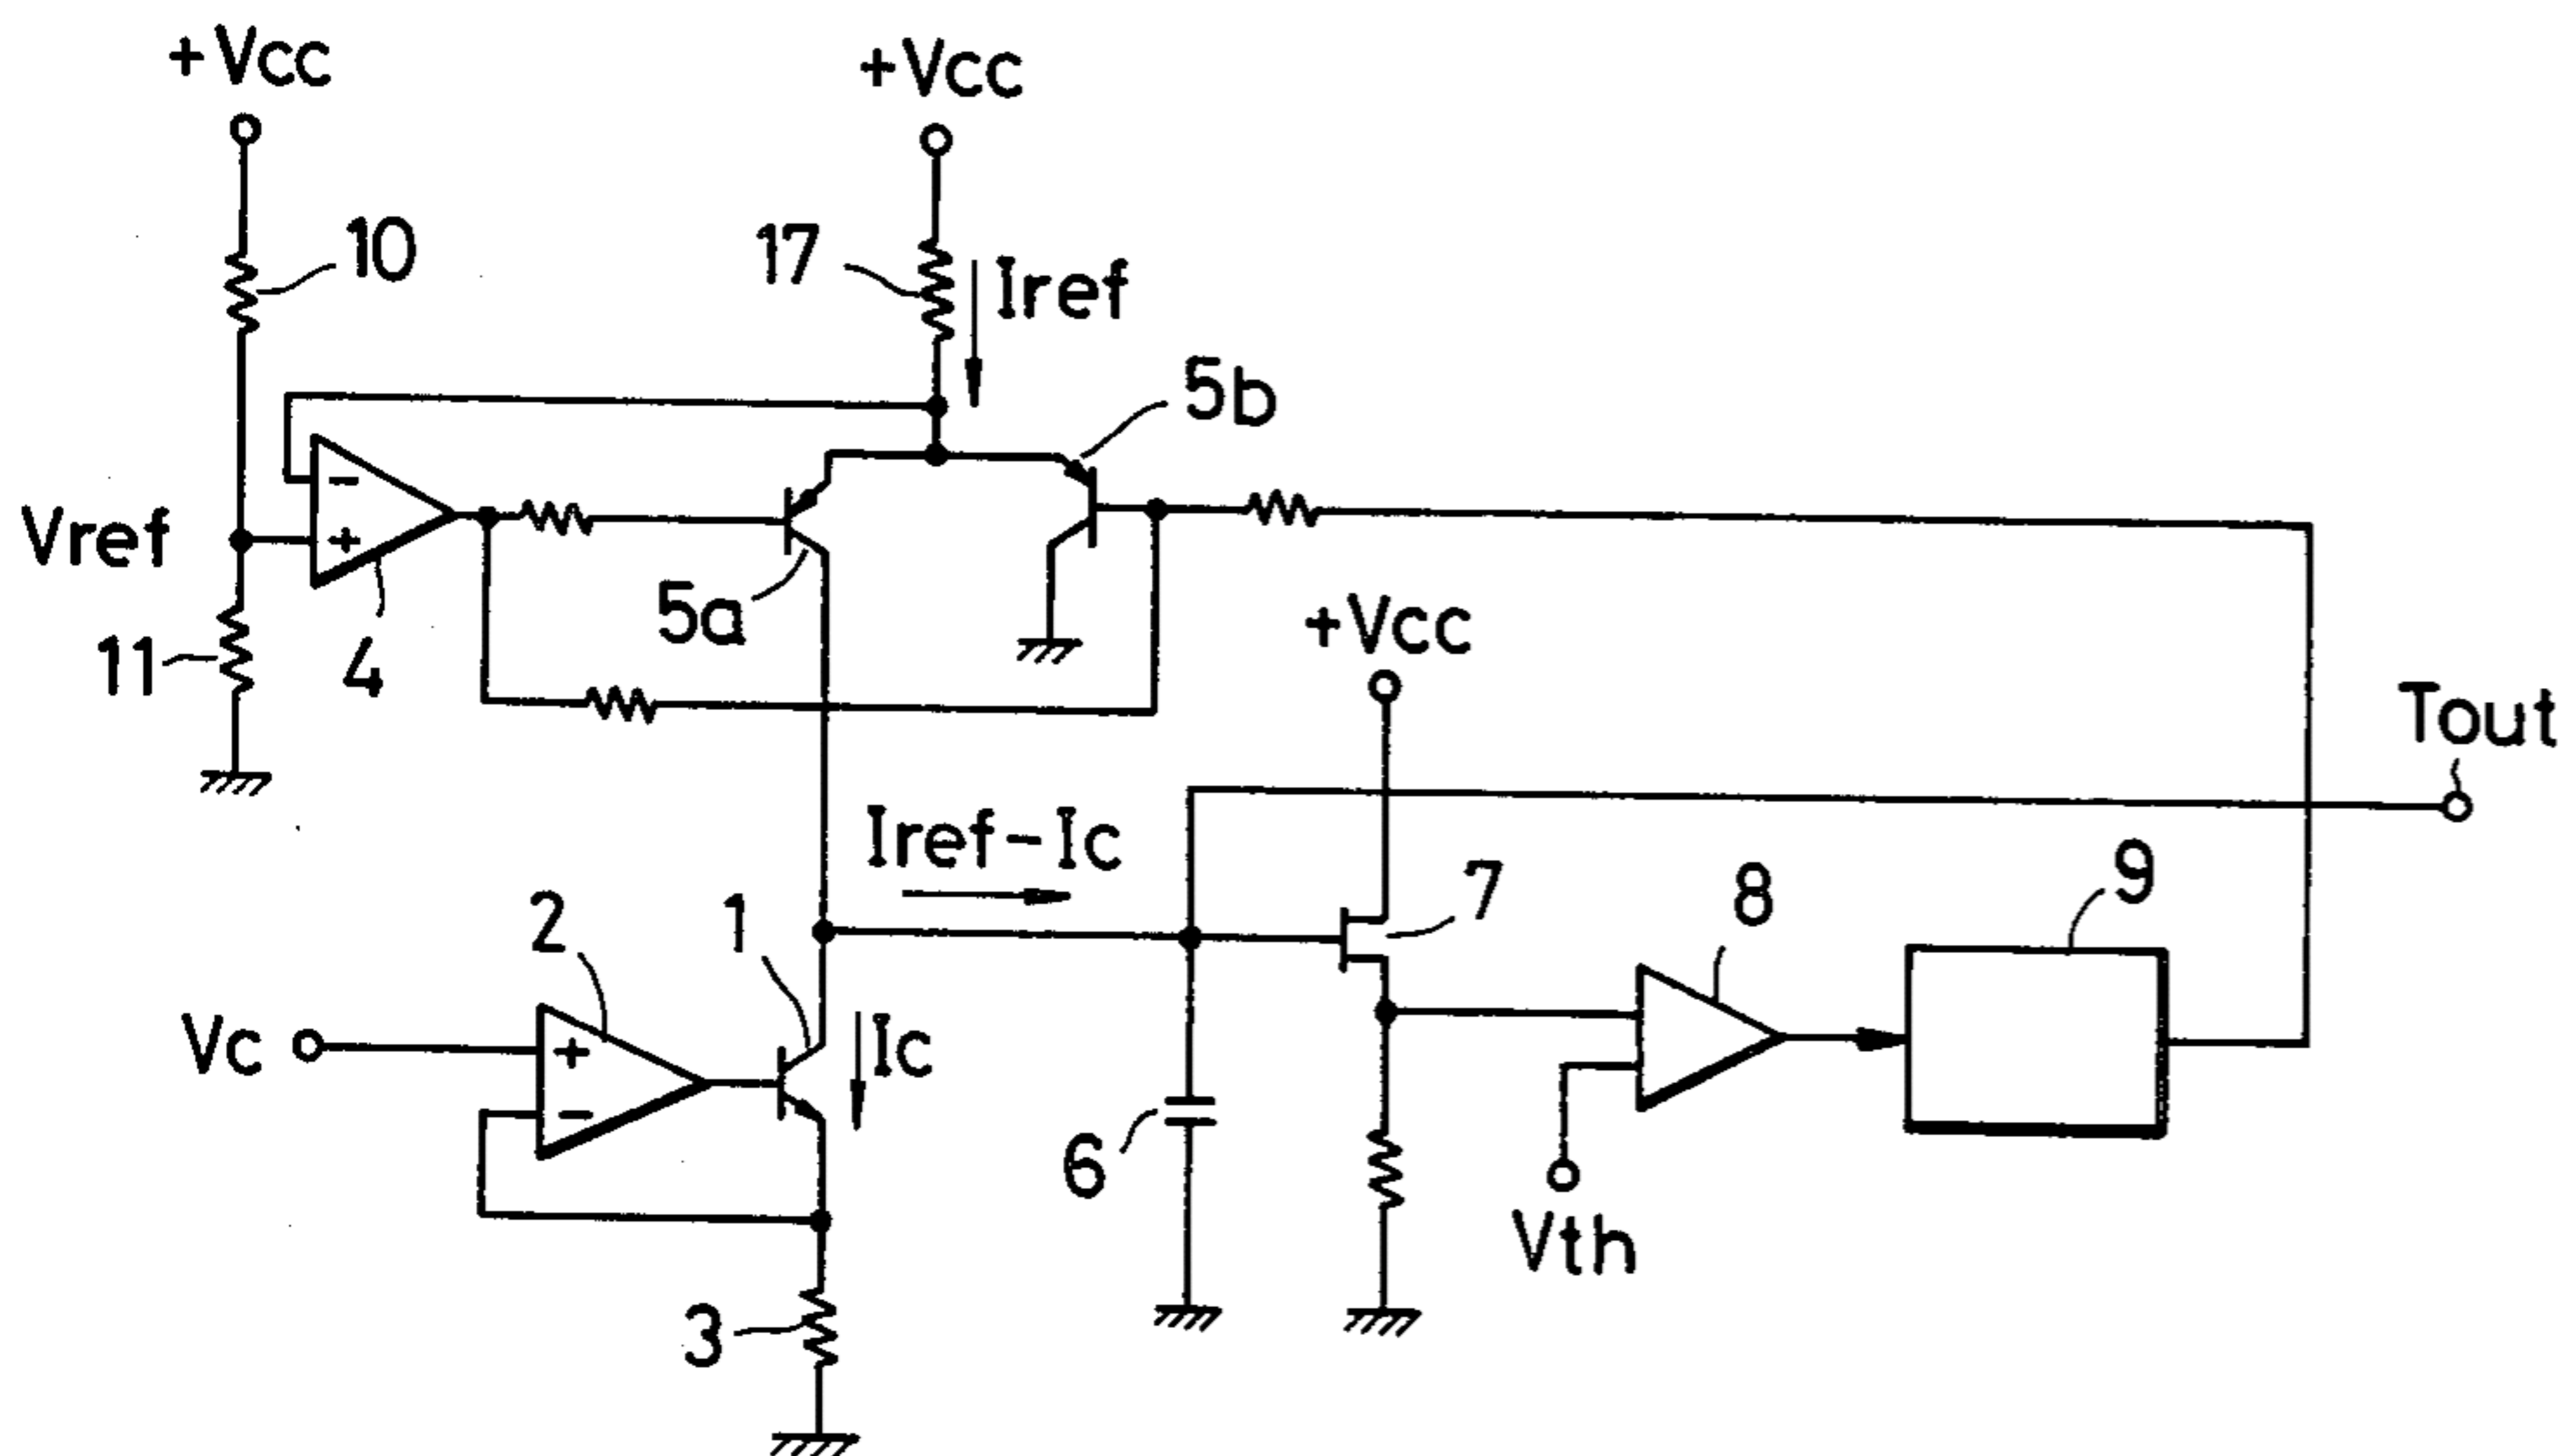 +Vcc
+Vcc
10
17
Iref
5b
Vref
-
+
5a
11
4
+Vcc
Tout
Iref-Ic
7
8
9
2
1
Vc
+
-
Ic
6
Vth
3